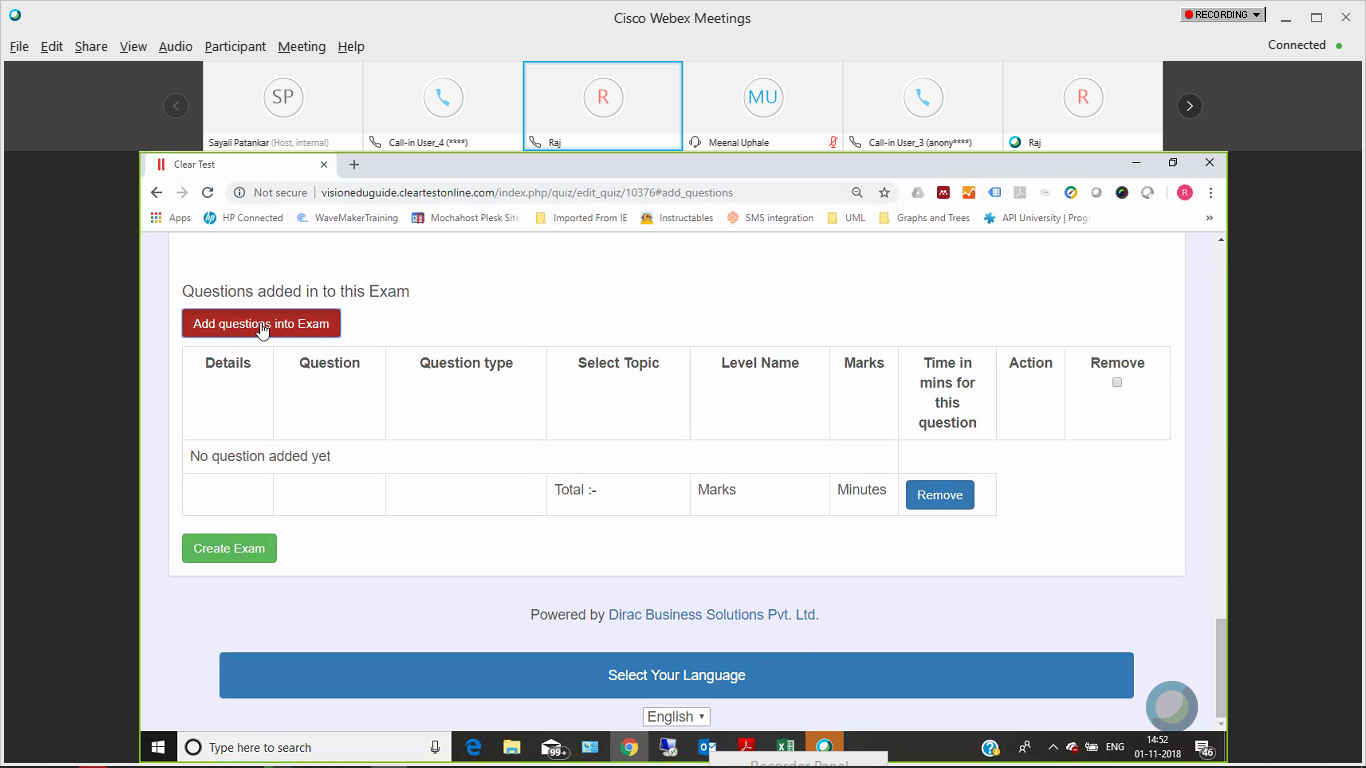 Cisco Webex Meetings
RECORDING
File Edit Share View Audio Participant Meeting Help
Connected
SP
R
MU
R
Sayali Patankar (Host, internal)
Call-in User_4 (****)
Raj
Meenal Uphale
Call-in User_3 (anony****)
Raj
Clear Test
Not secure visioneduguide.cleartestonline.com/index.php/quiz/edit_quiz/10376#add_questions
R
Apps HP Connected WaveMakerTraining Mochahost Plesk Site Imported From IE Instructables SMS integration UML Graphs and Trees API University | Prog
Questions added in to this Exam
Add questions into Exam
Details Question Question type Select Topic Level Name Marks Time in mins for this question Action Remove
No question added yet
Total :- Marks Minutes Remove
Create Exam
Powered by Dirac Business Solutions Pvt. Ltd.
Select Your Language
English
Type here to search
99+
ENG
14:52
01-11-2018
46
Recorder Panel